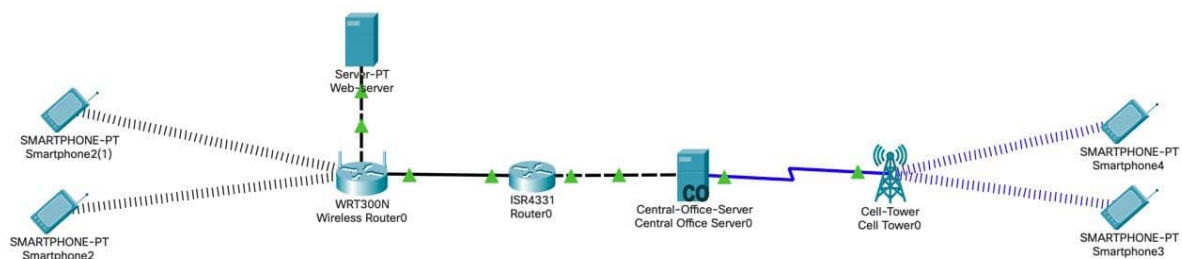 Server-PT
Web-server
SMARTPHONE-PT
Smartphone2(1)
SMARTPHONE-PT
Smartphone2
WRT300N
Wireless Router0
ISR4331
Router0
CO
Central-Office-Server
Central Office Server0
Cell-Tower
Cell Tower0
SMARTPHONE-PT
Smartphone4
SMARTPHONE-PT
Smartphone3